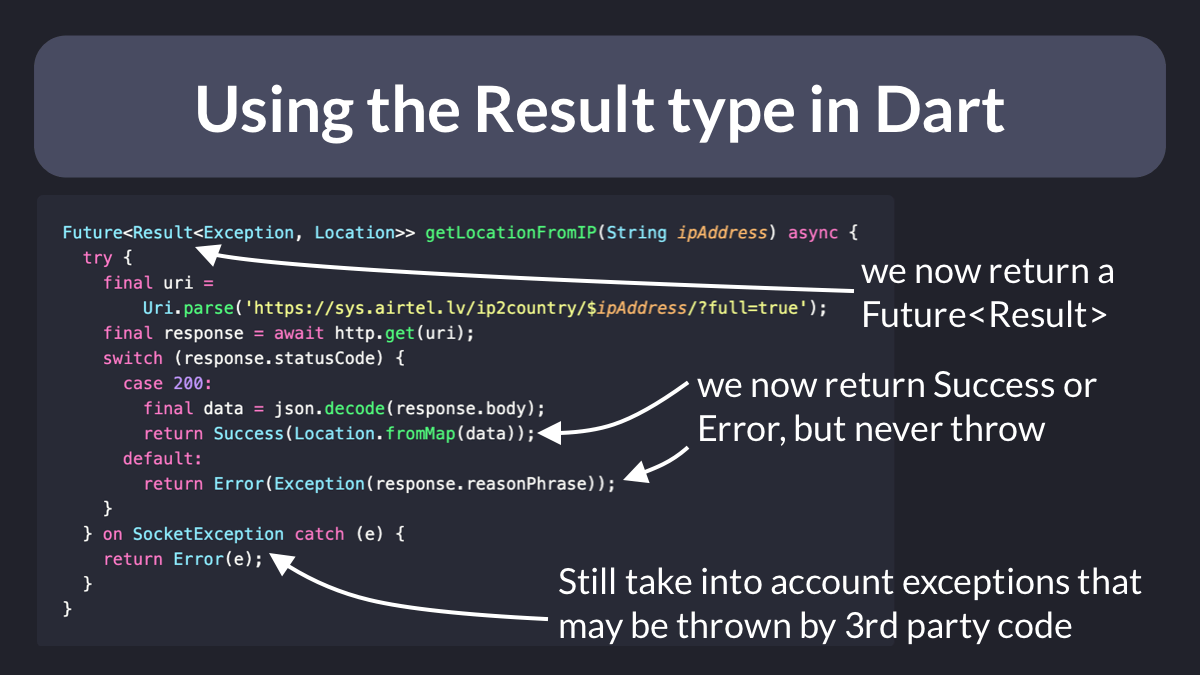 Using the Result type in Dart
Future<Result<Exception, Location>> getLocationFromIP(String ipAddress) async {
try {
final uri =
Uri.parse('https://sys.airtel.lv/ip2country/$ipAddress/?full=true');
final response = await http.get(uri);
switch (response.statusCode) {
case 200:
final data = json.decode(response.body);
return Success(Location.fromMap(data));
default:
return Error(Exception(response.reasonPhrase));
}
} on SocketException catch (e) {
return Error(e);
}
}
we now return a
Future<Result>
we now return Success or
Error, but never throw
Still take into account exceptions that
may be thrown by 3rd party code